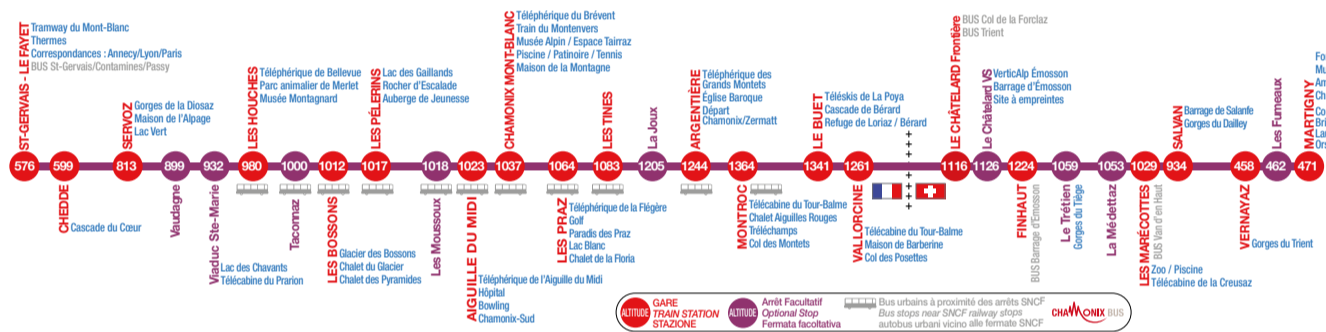 ST-GERVAIS - LE FAYET
Tramway du Mont-Blanc
Thermes
Correspondances : Annecy/Lyon/Paris
BUS St-Gervais/Contamines/Passy
576
599
CHEDDE
Cascade du Cœur
SERVOZ
Gorges de la Diosaz
Maison de l'Alpage
Lac Vert
813
899
Vaudagne
932
Viaduc Ste-Marie
Lac des Chavants
Télécabine du Prarion
LES HOUCHES
Téléphérique de Bellevue
Parc animalier de Merlet
Musée Montagnard
980
1000
Taconnaz
1012
LES BOSSONS
Glacier des Bossons
Chalet du Glacier
Chalet des Pyramides
LES PÉLERINS
Lac des Gaillands
Rocher d'Escalade
Auberge de Jeunesse
1017
1018
Les Moussoux
1023
AIGUILLE DU MIDI
Téléphérique de l'Aiguille du Midi
Hôpital
Bowling
Chamonix-Sud
CHAMONIX MONT-BLANC
Téléphérique du Brévent
Train du Montenvers
Musée Alpin / Espace Tairraz
Piscine / Patinoire / Tennis
Maison de la Montagne
1037
1064
LES PRAZ
Téléphérique de la Flégère
Golf
Paradis des Praz
Lac Blanc
Chalet de la Floria
LES TINES
1083
La Joux
1205
ARGENTIÈRE
Téléphérique des
Grands Montets
Église Baroque
Départ
Chamonix/Zermatt
1244
1364
MONTROC
Télécabine du Tour-Balme
Chalet Aiguilles Rouges
Tréléchamps
Col des Montets
LE BUET
Téléskis de La Poya
Cascade de Bérard
Refuge de Loriaz / Bérard
1341
1261
VALLORCINE
Télécabine du Tour-Balme
Maison de Barberine
Col des Posettes
LE CHÂTELARD Frontière
BUS Col de la Forclaz
BUS Trient
1116
Le Châtelard VS
VerticAlp Émosson
Barrage d'Émosson
Site à empreintes
1126
1224
FINHAUT
BUS Barrage d'Emosson
1059
Le Trétien
Gorges du Tiège
1053
La Médettaz
1029
LES MARÉCOTTES
BUS Van d'en Haut
Zoo / Piscine
Télécabine de la Creusaz
SALVAN
Barrage de Salanfe
Gorges du Dailley
934
458
VERNAYAZ
Gorges du Trient
Les Fumeaux
462
MARTIGNY
471
ALTITUDE
GARE
TRAIN STATION
STAZIONE
ALTITUDE
Arrêt Facultatif
Optional Stop
Fermata facoltativa
Bus urbains à proximité des arrêts SNCF
Bus stops near SNCF railway stops
autobus urbani vicino alle fermate SNCF
CHAMONIX BUS